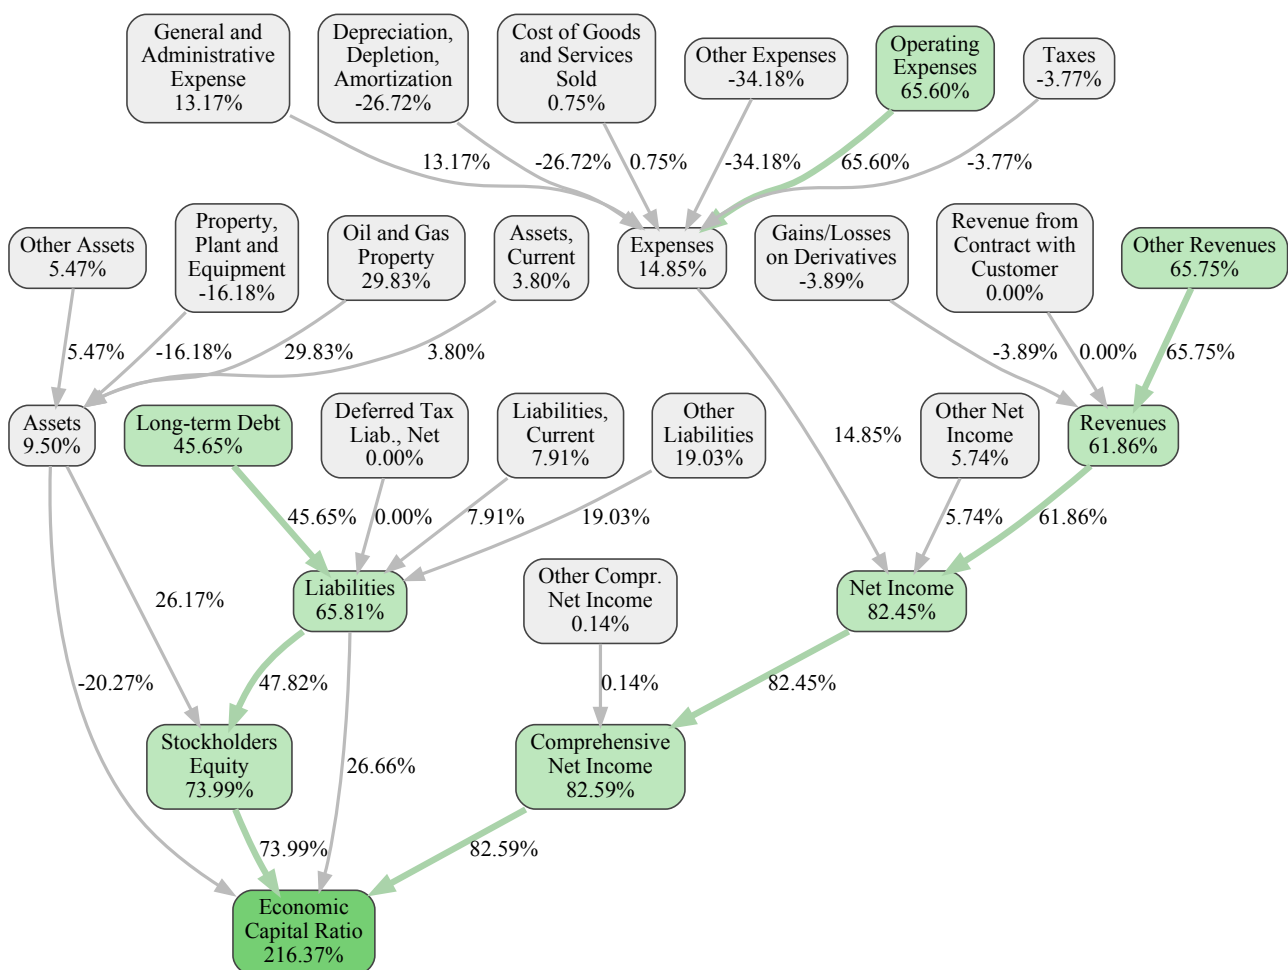 General and
Administrative
Expense
13.17%
Depreciation,
Depletion,
Amortization
-26.72%
Cost of Goods
and Services
Sold
0.75%
Other Expenses
-34.18%
Operating
Expenses
65.60%
Taxes
-3.77%
13.17%
-26.72%
0.75%
-34.18%
65.60%
-3.77%
Other Assets
5.47%
Property,
Plant and
Equipment
-16.18%
Oil and Gas
Property
29.83%
Assets,
Current
3.80%
Expenses
14.85%
Gains/Losses
on Derivatives
-3.89%
Revenue from
Contract with
Customer
0.00%
Other Revenues
65.75%
5.47%
-16.18%
29.83%
3.80%
-3.89%
0.00%
65.75%
Assets
9.50%
Long-term Debt
45.65%
Deferred Tax
Liab., Net
0.00%
Liabilities,
Current
7.91%
Other
Liabilities
19.03%
14.85%
Other Net
Income
5.74%
Revenues
61.86%
45.65%
0.00%
7.91%
19.03%
5.74%
61.86%
26.17%
Liabilities
65.81%
Other Compr.
Net Income
0.14%
Net Income
82.45%
-20.27%
47.82%
0.14%
82.45%
Stockholders
Equity
73.99%
26.66%
Comprehensive
Net Income
82.59%
73.99%
82.59%
Economic
Capital Ratio
216.37%